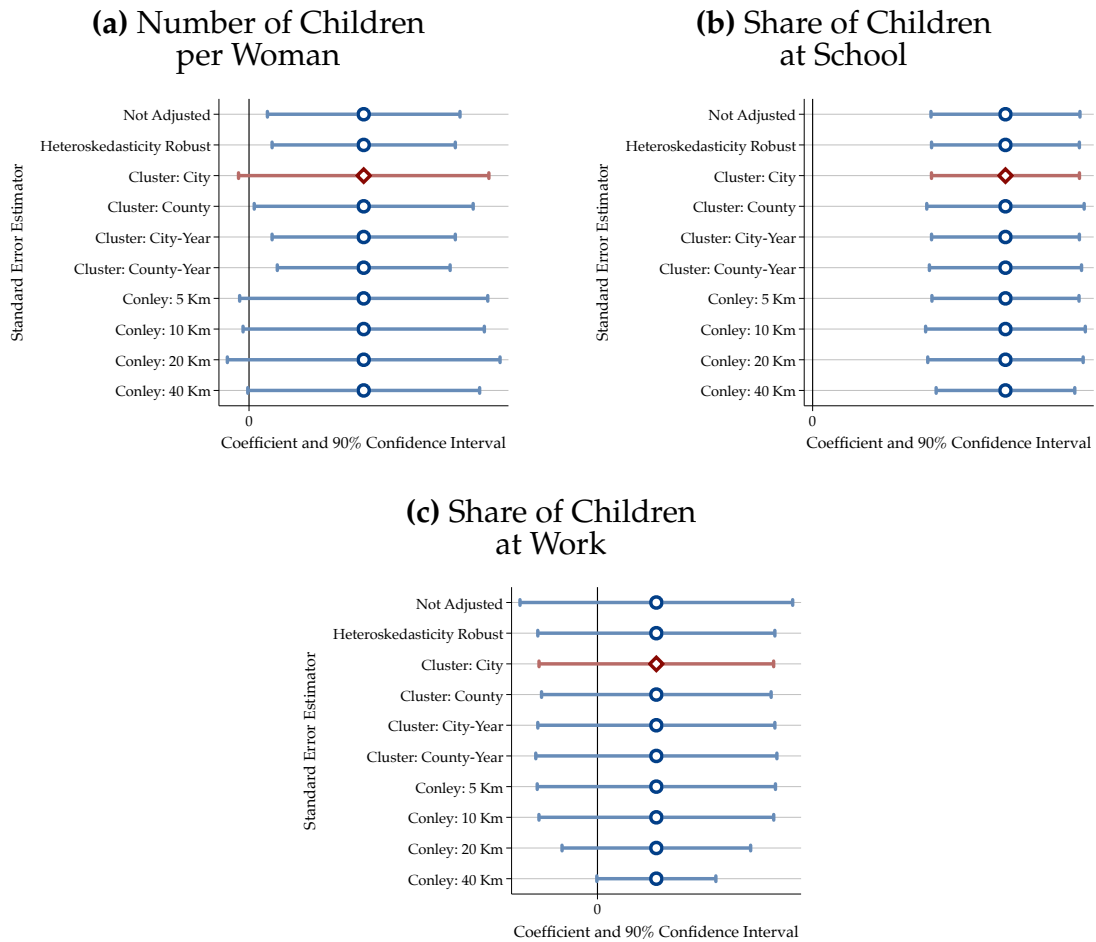 (a) Number of Children
per Woman
Standard Error Estimator
Not Adjusted
Heteroskedasticity Robust
Cluster: City
Cluster: County
Cluster: City-Year
Cluster: County-Year
Conley: 5 Km
Conley: 10 Km
Conley: 20 Km
Conley: 40 Km
0
Coefficient and 90% Confidence Interval
(b) Share of Children
at School
Standard Error Estimator
Not Adjusted
Heteroskedasticity Robust
Cluster: City
Cluster: County
Cluster: City-Year
Cluster: County-Year
Conley: 5 Km
Conley: 10 Km
Conley: 20 Km
Conley: 40 Km
0
Coefficient and 90% Confidence Interval
(c) Share of Children
at Work
Standard Error Estimator
Not Adjusted
Heteroskedasticity Robust
Cluster: City
Cluster: County
Cluster: City-Year
Cluster: County-Year
Conley: 5 Km
Conley: 10 Km
Conley: 20 Km
Conley: 40 Km
0
Coefficient and 90% Confidence Interval